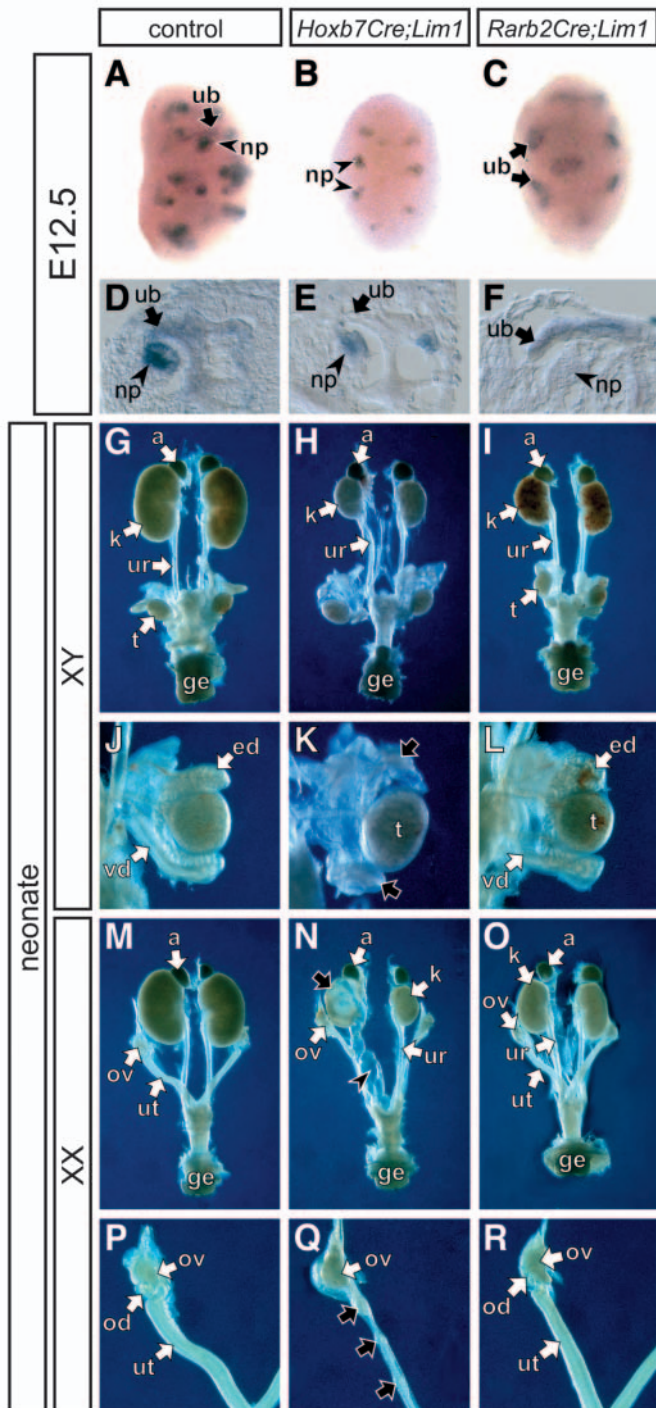 control Hoxb7Cre;Lim1 Rarb2Cre;Lim1
E12.5
A B C
ub
np np ub
D E F
ub ub ub
np np np
neonate
XY
G H I
a a a
k k k
ur ur ur
t t
ge ge ge
J K L
ed ed
t t
vd vd
XX
M N O
a a k a
k
ov ov ov
ur ur
ut ut
ge ge ge
P Q R
ov ov ov
od od
ut ut